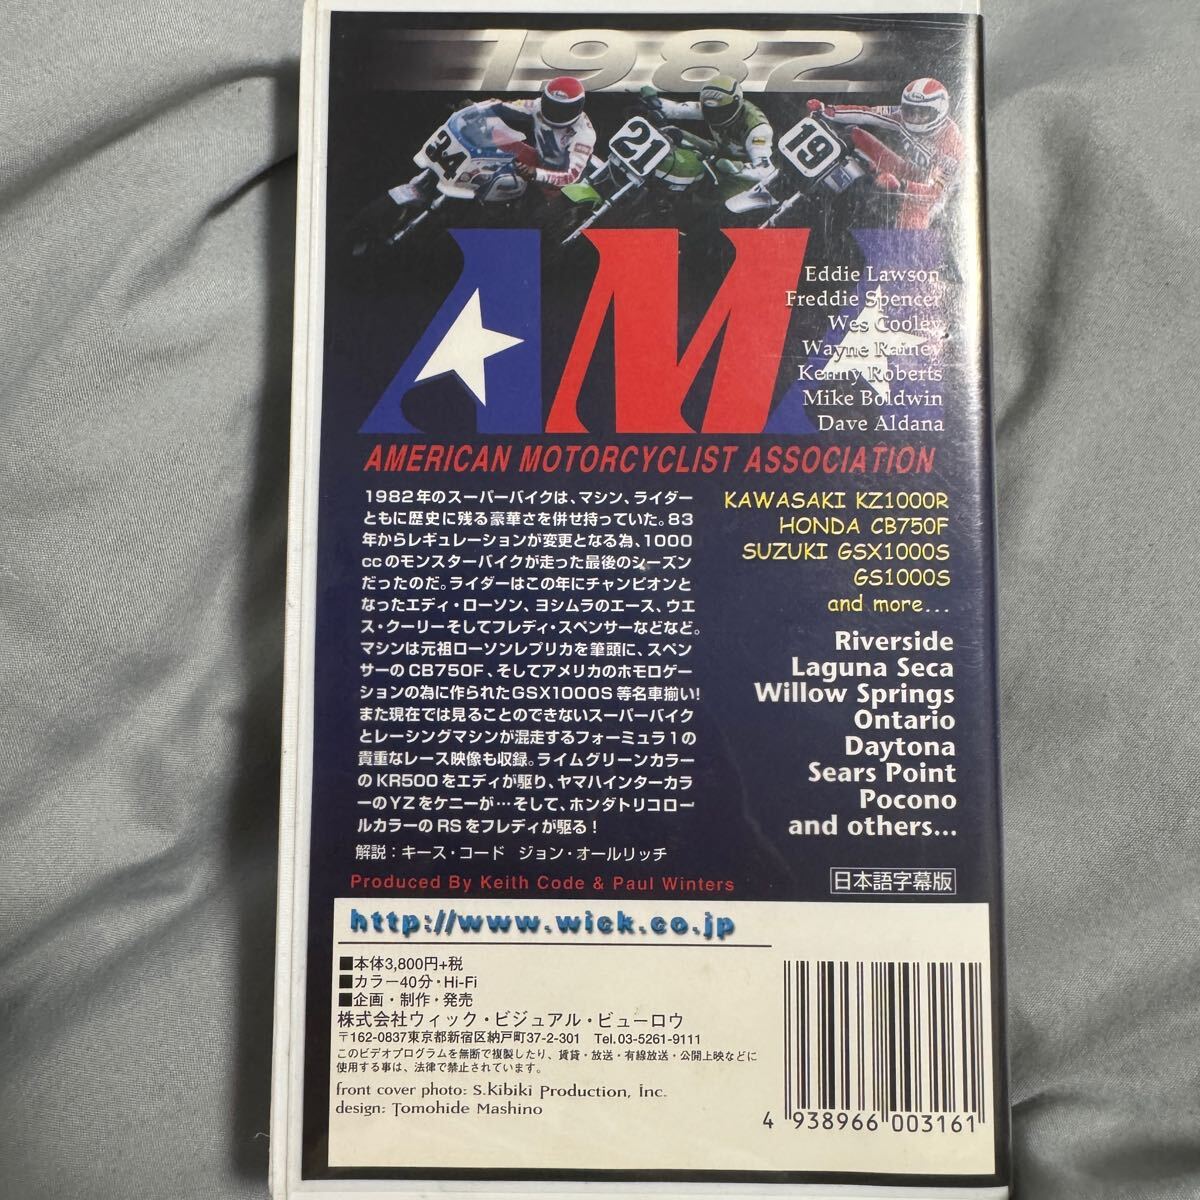 1982
34
21
19
AMA
Eddie Lawson
Freddie Spencer
Wes Cooley
Wayne Rainey
Kenny Roberts
Mike Boldwin
Dave Aldana
AMERICAN MOTORCYCLIST ASSOCIATION
1982年のスーパーバイクは、マシン、ライダー
ともに歴史に残る豪華さを併せ持っていた。83
年からレギュレーションが変更となる為、1000
ccのモンスターバイクが走った最後のシーズン
だったのだ。ライダーはこの年にチャンピオンと
なったエディ・ローソン、ヨシムラのエース、ウエ
ス・クーリーそしてフレディ・スペンサーなどなど。
マシンは元祖ローソンレプリカを筆頭に、スペン
サーのCB750F、そしてアメリカのホモロゲー
ションの為に作られたGSX1000S等名車揃い!
また現在では見ることのできないスーパーバイク
とレーシングマシンが混走するフォーミュラ1の
貴重なレース映像も収録。ライムグリーンカラー
のKR500をエディが駆り、ヤマハインターカラ
ーのYZをケニーが…そして、ホンダトリコロー
ルカラーのRSをフレディが駆る!
解説：キース・コード ジョン・オールリッチ
KAWASAKI KZ1000R
HONDA CB750F
SUZUKI GSX1000S
GS1000S
and more...
Riverside
Laguna Seca
Willow Springs
Ontario
Daytona
Sears Point
Pocono
and others...
Produced By Keith Code & Paul Winters
日本語字幕版
http://www.wick.co.jp
■本体3,800円+税
■カラー40分・Hi-Fi
■企画・制作・発売
株式会社ウィック・ビジュアル・ビューロウ
〒162-0837東京都新宿区納戸町37-2-301 Tel.03-5261-9111
このビデオプログラムを無断で複製したり、賃貸・放送・有線放送・公開上映などに
使用する事は、法律で禁止されています。
front cover photo: S.Kibiki Production, Inc.
design: Tomohide Mashino
4 938966 003161